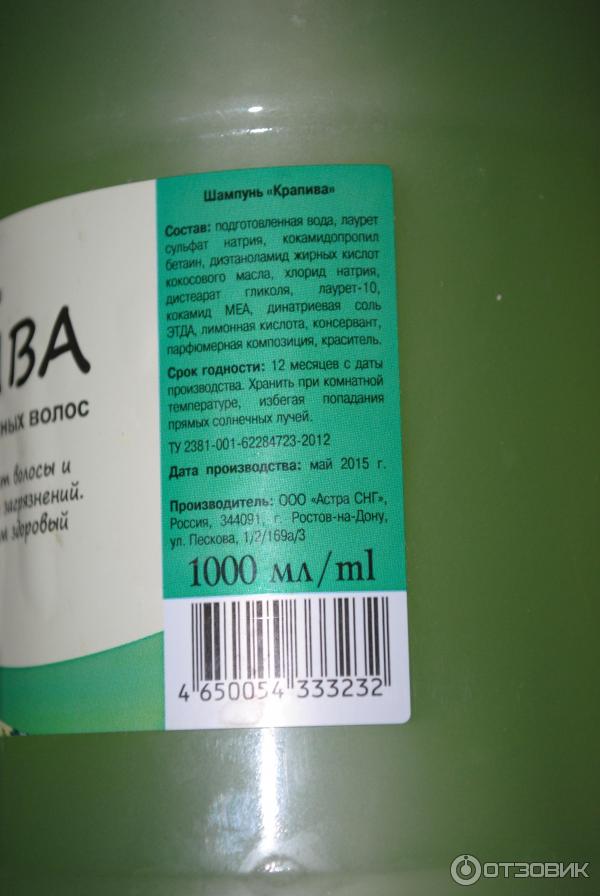 ВА
ных волос
волосы и
загрязнений.
здоровый
Шампунь «Крапива»
Состав: подготовленная вода, лаурет
сульфат натрия, кокамидопропил
бетаин, диэтаноламид жирных кислот
кокосового масла, хлорид натрия,
дистеарат гликоля, лаурет-10,
кокамид МЕА, динатриевая соль
ЭТДА, лимонная кислота, консервант,
парфюмерная композиция, краситель.
Срок годности: 12 месяцев с даты
производства. Хранить при комнатной
температуре, избегая попадания
прямых солнечных лучей.
ТУ 2381-001-62284723-2012
Дата производства: май 2015 г.
Производитель: ООО «Астра СНГ»,
Россия, 344091, г. Ростов-на-Дону,
ул. Пескова, 1/2/169а/3
1000 мл/ml
4 650054 333232
ОТЗОВИК